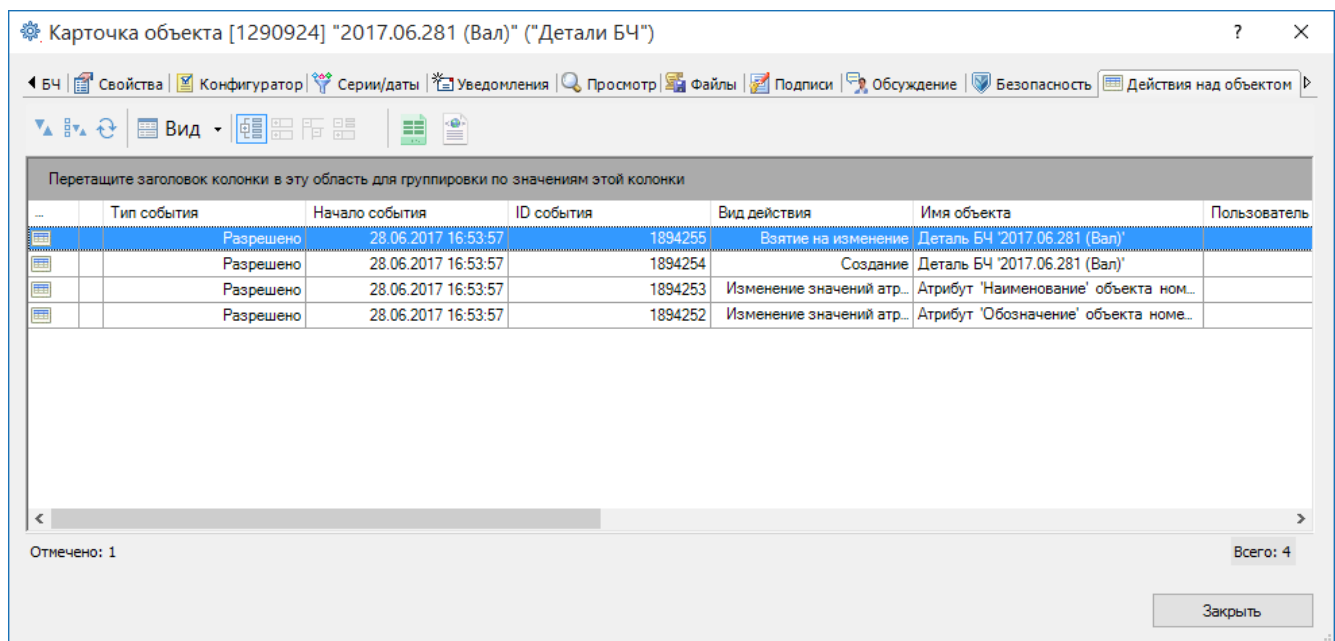 Карточка объекта [1290924] "2017.06.281 (Вал)" ("Детали БЧ") ?
БЧ Свойства Конфигуратор Серии/даты Уведомления Просмотр Файлы Подписи Обсуждение Безопасность Действия над объектом
Вид
Перетащите заголовок колонки в эту область для группировки по значениям этой колонки
... Тип события Начало события ID события Вид действия Имя объекта Пользователь
Разрешено 28.06.2017 16:53:57 1894255 Взятие на изменение Деталь БЧ '2017.06.281 (Вал)'
Разрешено 28.06.2017 16:53:57 1894254 Создание Деталь БЧ '2017.06.281 (Вал)'
Разрешено 28.06.2017 16:53:57 1894253 Изменение значений атр... Атрибут 'Наименование' объекта ном...
Разрешено 28.06.2017 16:53:57 1894252 Изменение значений атр... Атрибут 'Обозначение' объекта номе...
Отмечено: 1 Всего: 4
Закрыть